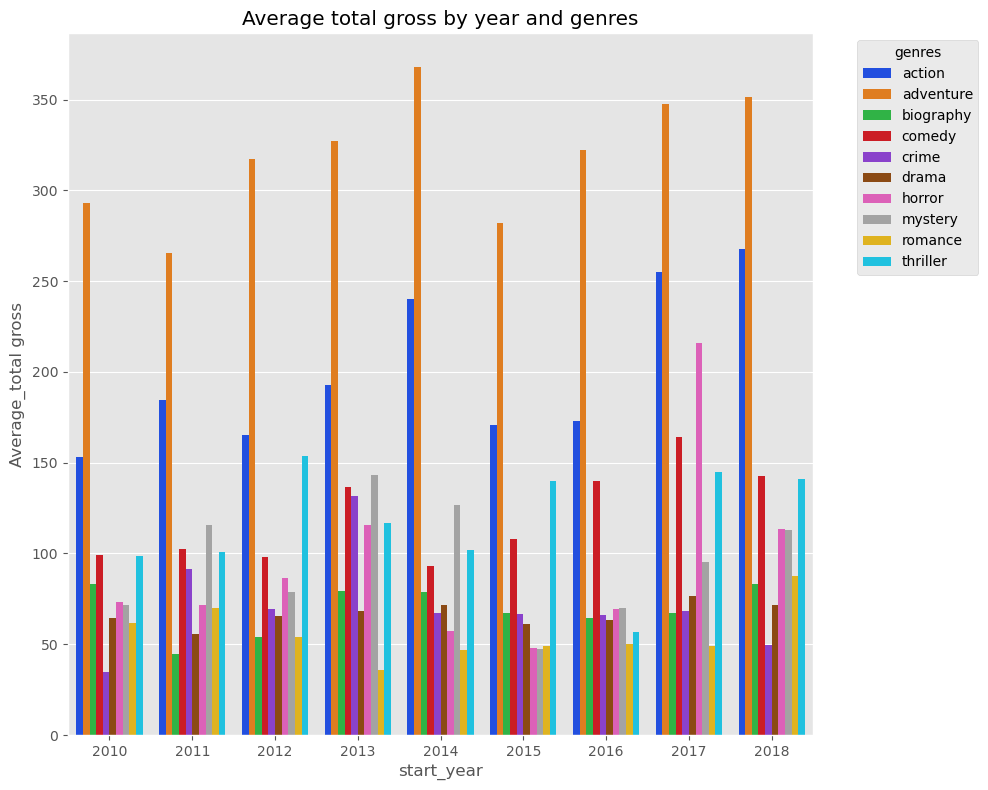 Average total gross by year and genres
genres
action
adventure
biography
comedy
crime
drama
horror
mystery
romance
thriller
Average_total gross
350
300
250
200
150
100
50
0
2010 2011 2012 2013 2014 2015 2016 2017 2018
start_year